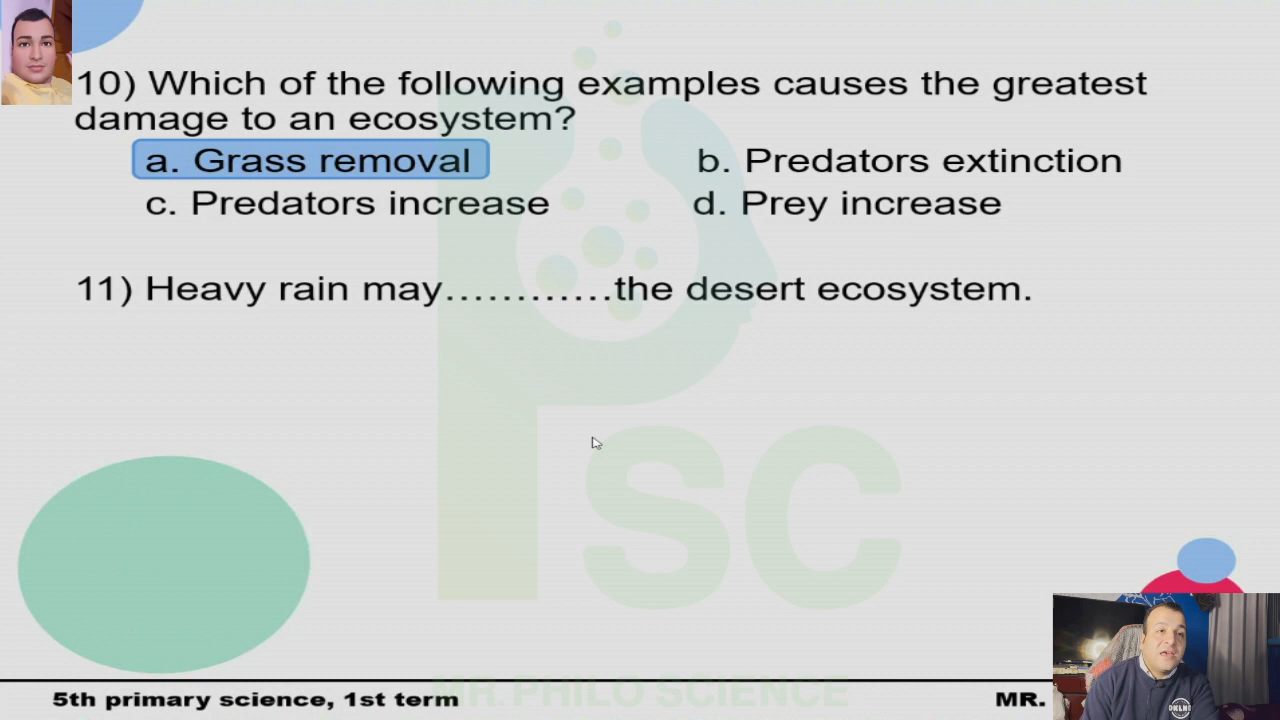 10) Which of the following examples causes the greatest
damage to an ecosystem?
a. Grass removal b. Predators extinction
c. Predators increase d. Prey increase
11) Heavy rain may…………the desert ecosystem.
Psc
MR. PHILO SCIENCE
5th primary science, 1st term MR.